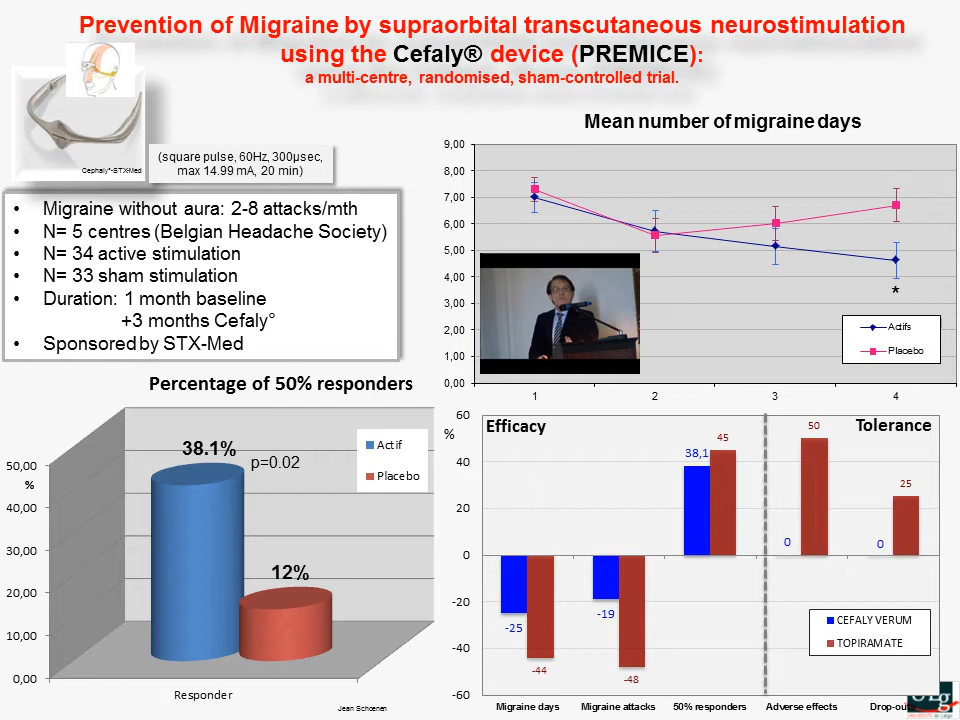 Prevention of Migraine by supraorbital transcutaneous neurostimulation
using the Cefaly® device (PREMICE):
a multi-centre, randomised, sham-controlled trial.
Cephaly°-STX-Med
(square pulse, 60Hz, 300µsec,
max 14.99 mA, 20 min)
• Migraine without aura: 2-8 attacks/mth
• N= 5 centres (Belgian Headache Society)
• N= 34 active stimulation
• N= 33 sham stimulation
• Duration: 1 month baseline
+3 months Cefaly°
• Sponsored by STX-Med
Mean number of migraine days
9,00
8,00
7,00
6,00
5,00
4,00
3,00
2,00
1,00
0,00
1 2 3 4
*
Actifs
Placebo
Percentage of 50% responders
50,00
%
40,00
30,00
20,00
10,00
0,00
38.1%
p=0.02
12%
Actif
Placebo
Responder
Jean Schoenen
Efficacy
Tolerance
60
%
40
20
0
-20
-40
-60
-25
-44
-19
-48
38,1
45
0
50
0
25
CEFALY VERUM
TOPIRAMATE
Migraine days Migraine attacks 50% responders Adverse effects